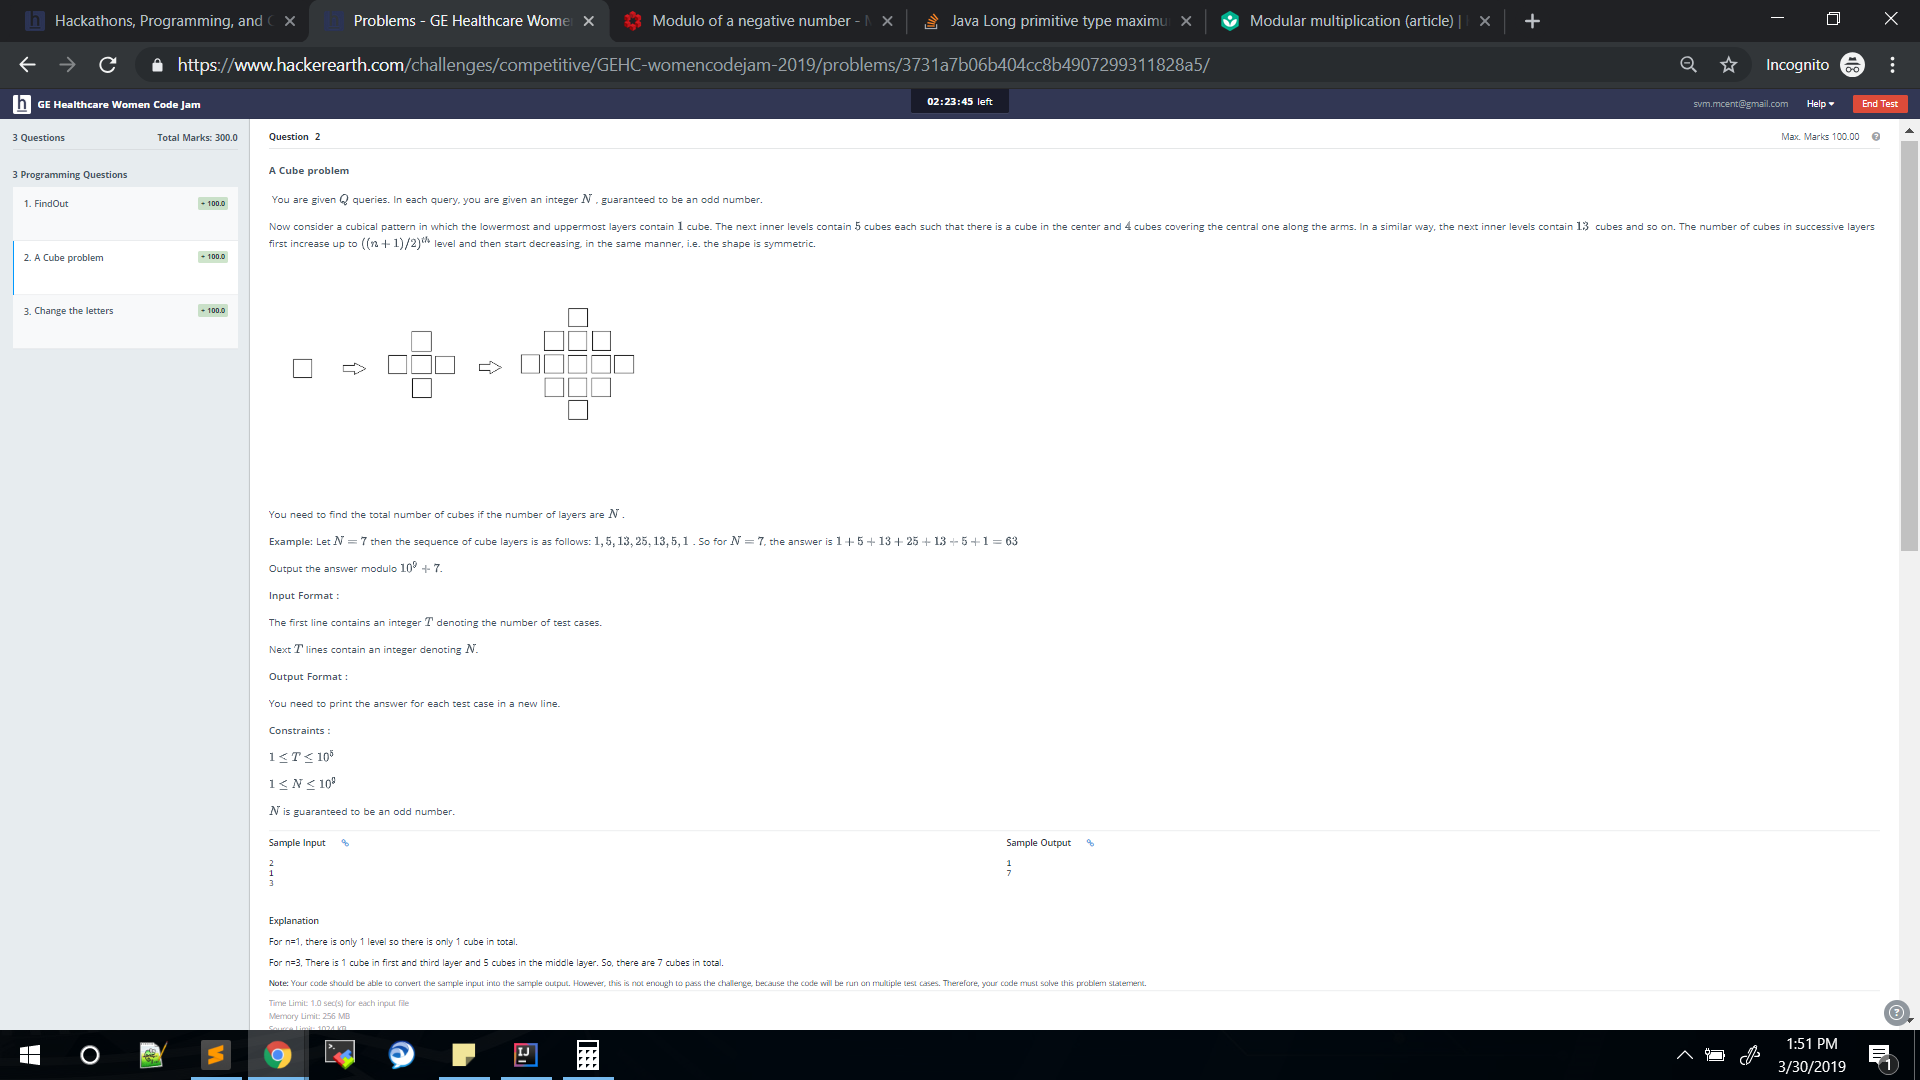 Hackathons, Programming, and C
Problems - GE Healthcare Wome
Modulo of a negative number -
Java Long primitive type maximu
Modular multiplication (article) |
https://www.hackerearth.com/challenges/competitive/GEHC-womencodejam-2019/problems/3731a7b06b404cc8b4907299311828a5/
Incognito
h GE Healthcare Women Code Jam
02:23:45 left
svm.mcent@gmail.com
Help
End Test
3 Questions
Total Marks: 300.0
3 Programming Questions
1. FindOut
+ 100.0
2. A Cube problem
+ 100.0
3. Change the letters
+ 100.0
Question 2
Max. Marks 100.00
A Cube problem
You are given Q queries. In each query, you are given an integer N , guaranteed to be an odd number.
Now consider a cubical pattern in which the lowermost and uppermost layers contain 1 cube. The next inner levels contain 5 cubes each such that there is a cube in the center and 4 cubes covering the central one along the arms. In a similar way, the next inner levels contain 13 cubes and so on. The number of cubes in successive layers
first increase up to ((n + 1)/2)^th level and then start decreasing, in the same manner, i.e. the shape is symmetric.
You need to find the total number of cubes if the number of layers are N .
Example: Let N = 7 then the sequence of cube layers is as follows: 1, 5, 13, 25, 13, 5, 1 . So for N = 7, the answer is 1 + 5 + 13 + 25 + 13 + 5 + 1 = 63
Output the answer modulo 10^9 + 7.
Input Format :
The first line contains an integer T denoting the number of test cases.
Next T lines contain an integer denoting N.
Output Format :
You need to print the answer for each test case in a new line.
Constraints :
1 ≤ T ≤ 10^5
1 ≤ N ≤ 10^9
N is guaranteed to be an odd number.
Sample Input
Sample Output
2
1
3
1
7
Explanation
For n=1, there is only 1 level so there is only 1 cube in total.
For n=3, There is 1 cube in first and third layer and 5 cubes in the middle layer. So, there are 7 cubes in total.
Note: Your code should be able to convert the sample input into the sample output. However, this is not enough to pass the challenge, because the code will be run on multiple test cases. Therefore, your code must solve this problem statement.
Time Limit: 1.0 sec(s) for each input file
Memory Limit: 256 MB
Source Limit: 1024 KB
1:51 PM
3/30/2019
1